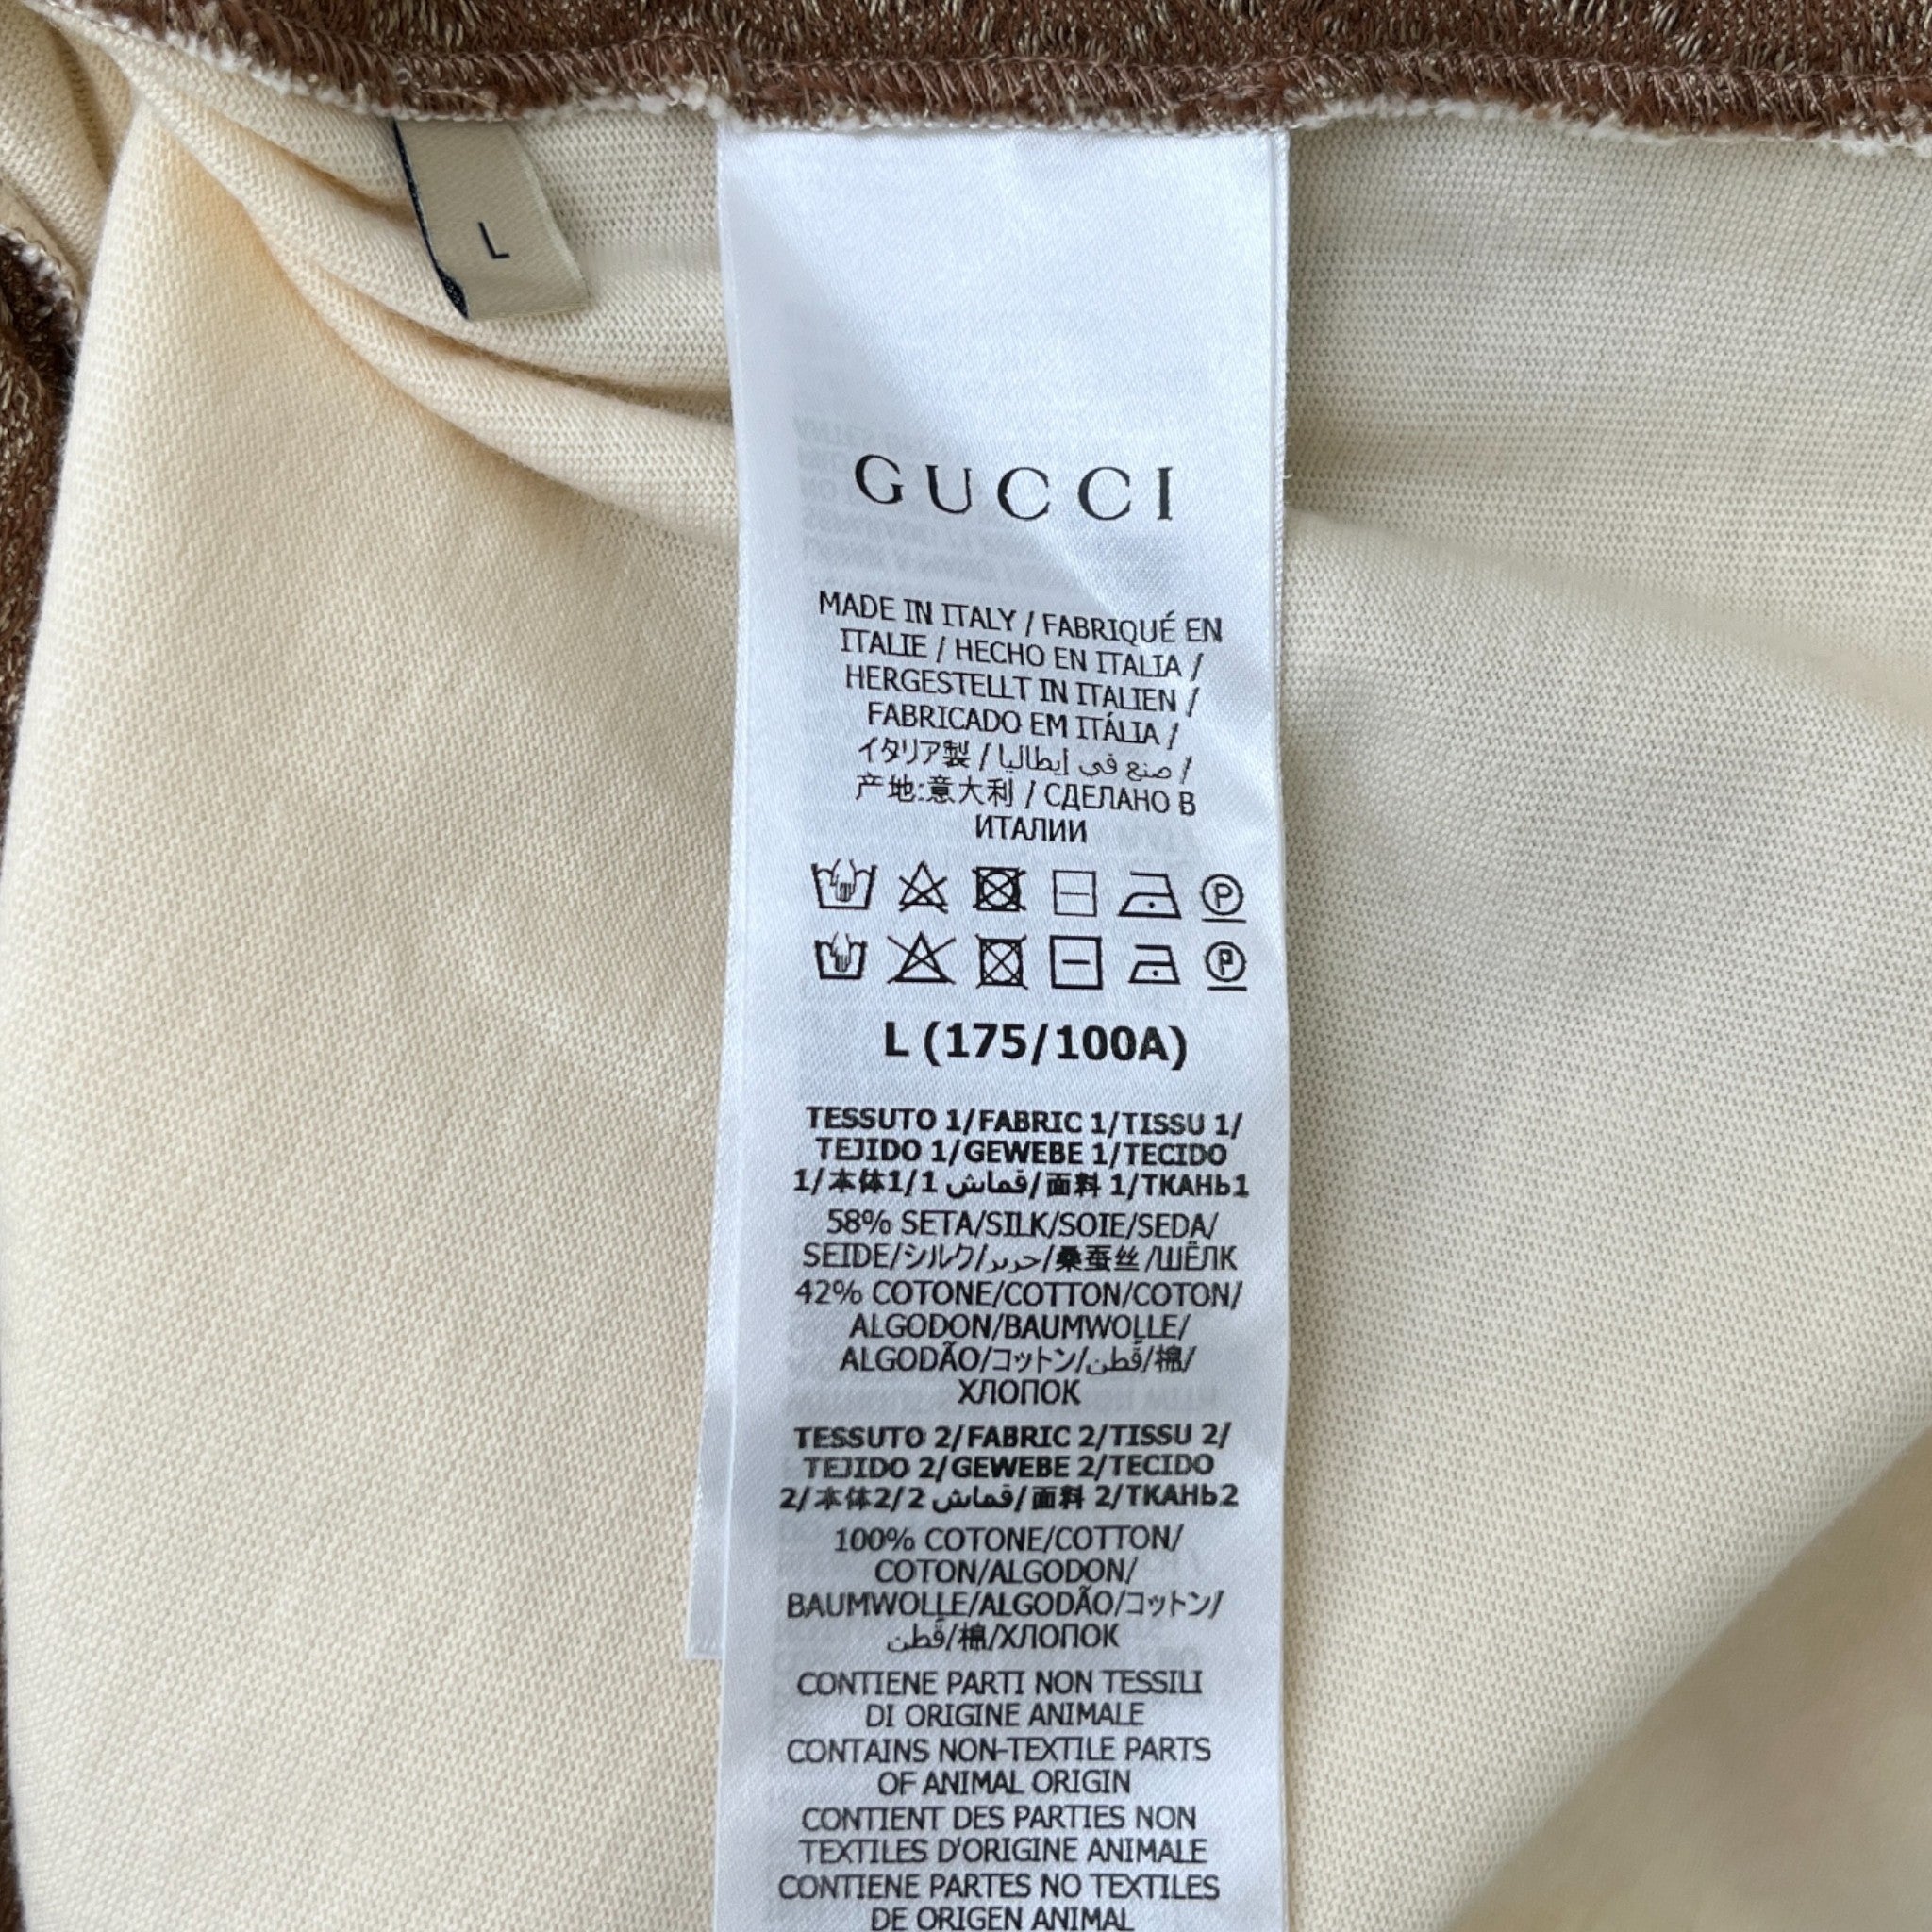 L
GUCCI
MADE IN ITALY / FABRIQUÉ EN
ITALIE / HECHO EN ITALIA /
HERGESTELLT IN ITALIEN /
FABRICADO EM ITÁLIA /
イタリア製 / صنع في إيطاليا /
产地:意大利 / СДЕЛАНО В
ИТАЛИИ
P
P
L (175/100A)
TESSUTO 1/FABRIC 1/TISSU 1/
TEJIDO 1/GEWEBE 1/TECIDO
1/本体1/1 قماش/面料 1/ТКАНЬ1
58% SETA/SILK/SOIE/SEDA/
SEIDE/シルク/حرير/桑蚕丝/ШЁЛК
42% COTONE/COTTON/COTON/
ALGODON/BAUMWOLLE/
ALGODÃO/コットン/قطن/棉/
ХЛОПОК
TESSUTO 2/FABRIC 2/TISSU 2/
TEJIDO 2/GEWEBE 2/TECIDO
2/本体2/2 قماش/面料 2/ТКАНЬ2
100% COTONE/COTTON/
COTON/ALGODON/
BAUMWOLLE/ALGODÃO/コットン/
قطن/棉/ХЛОПОК
CONTIENE PARTI NON TESSILI
DI ORIGINE ANIMALE
CONTAINS NON-TEXTILE PARTS
OF ANIMAL ORIGIN
CONTIENT DES PARTIES NON
TEXTILES D'ORIGINE ANIMALE
CONTIENE PARTES NO TEXTILES
DE ORIGEN ANIMAL